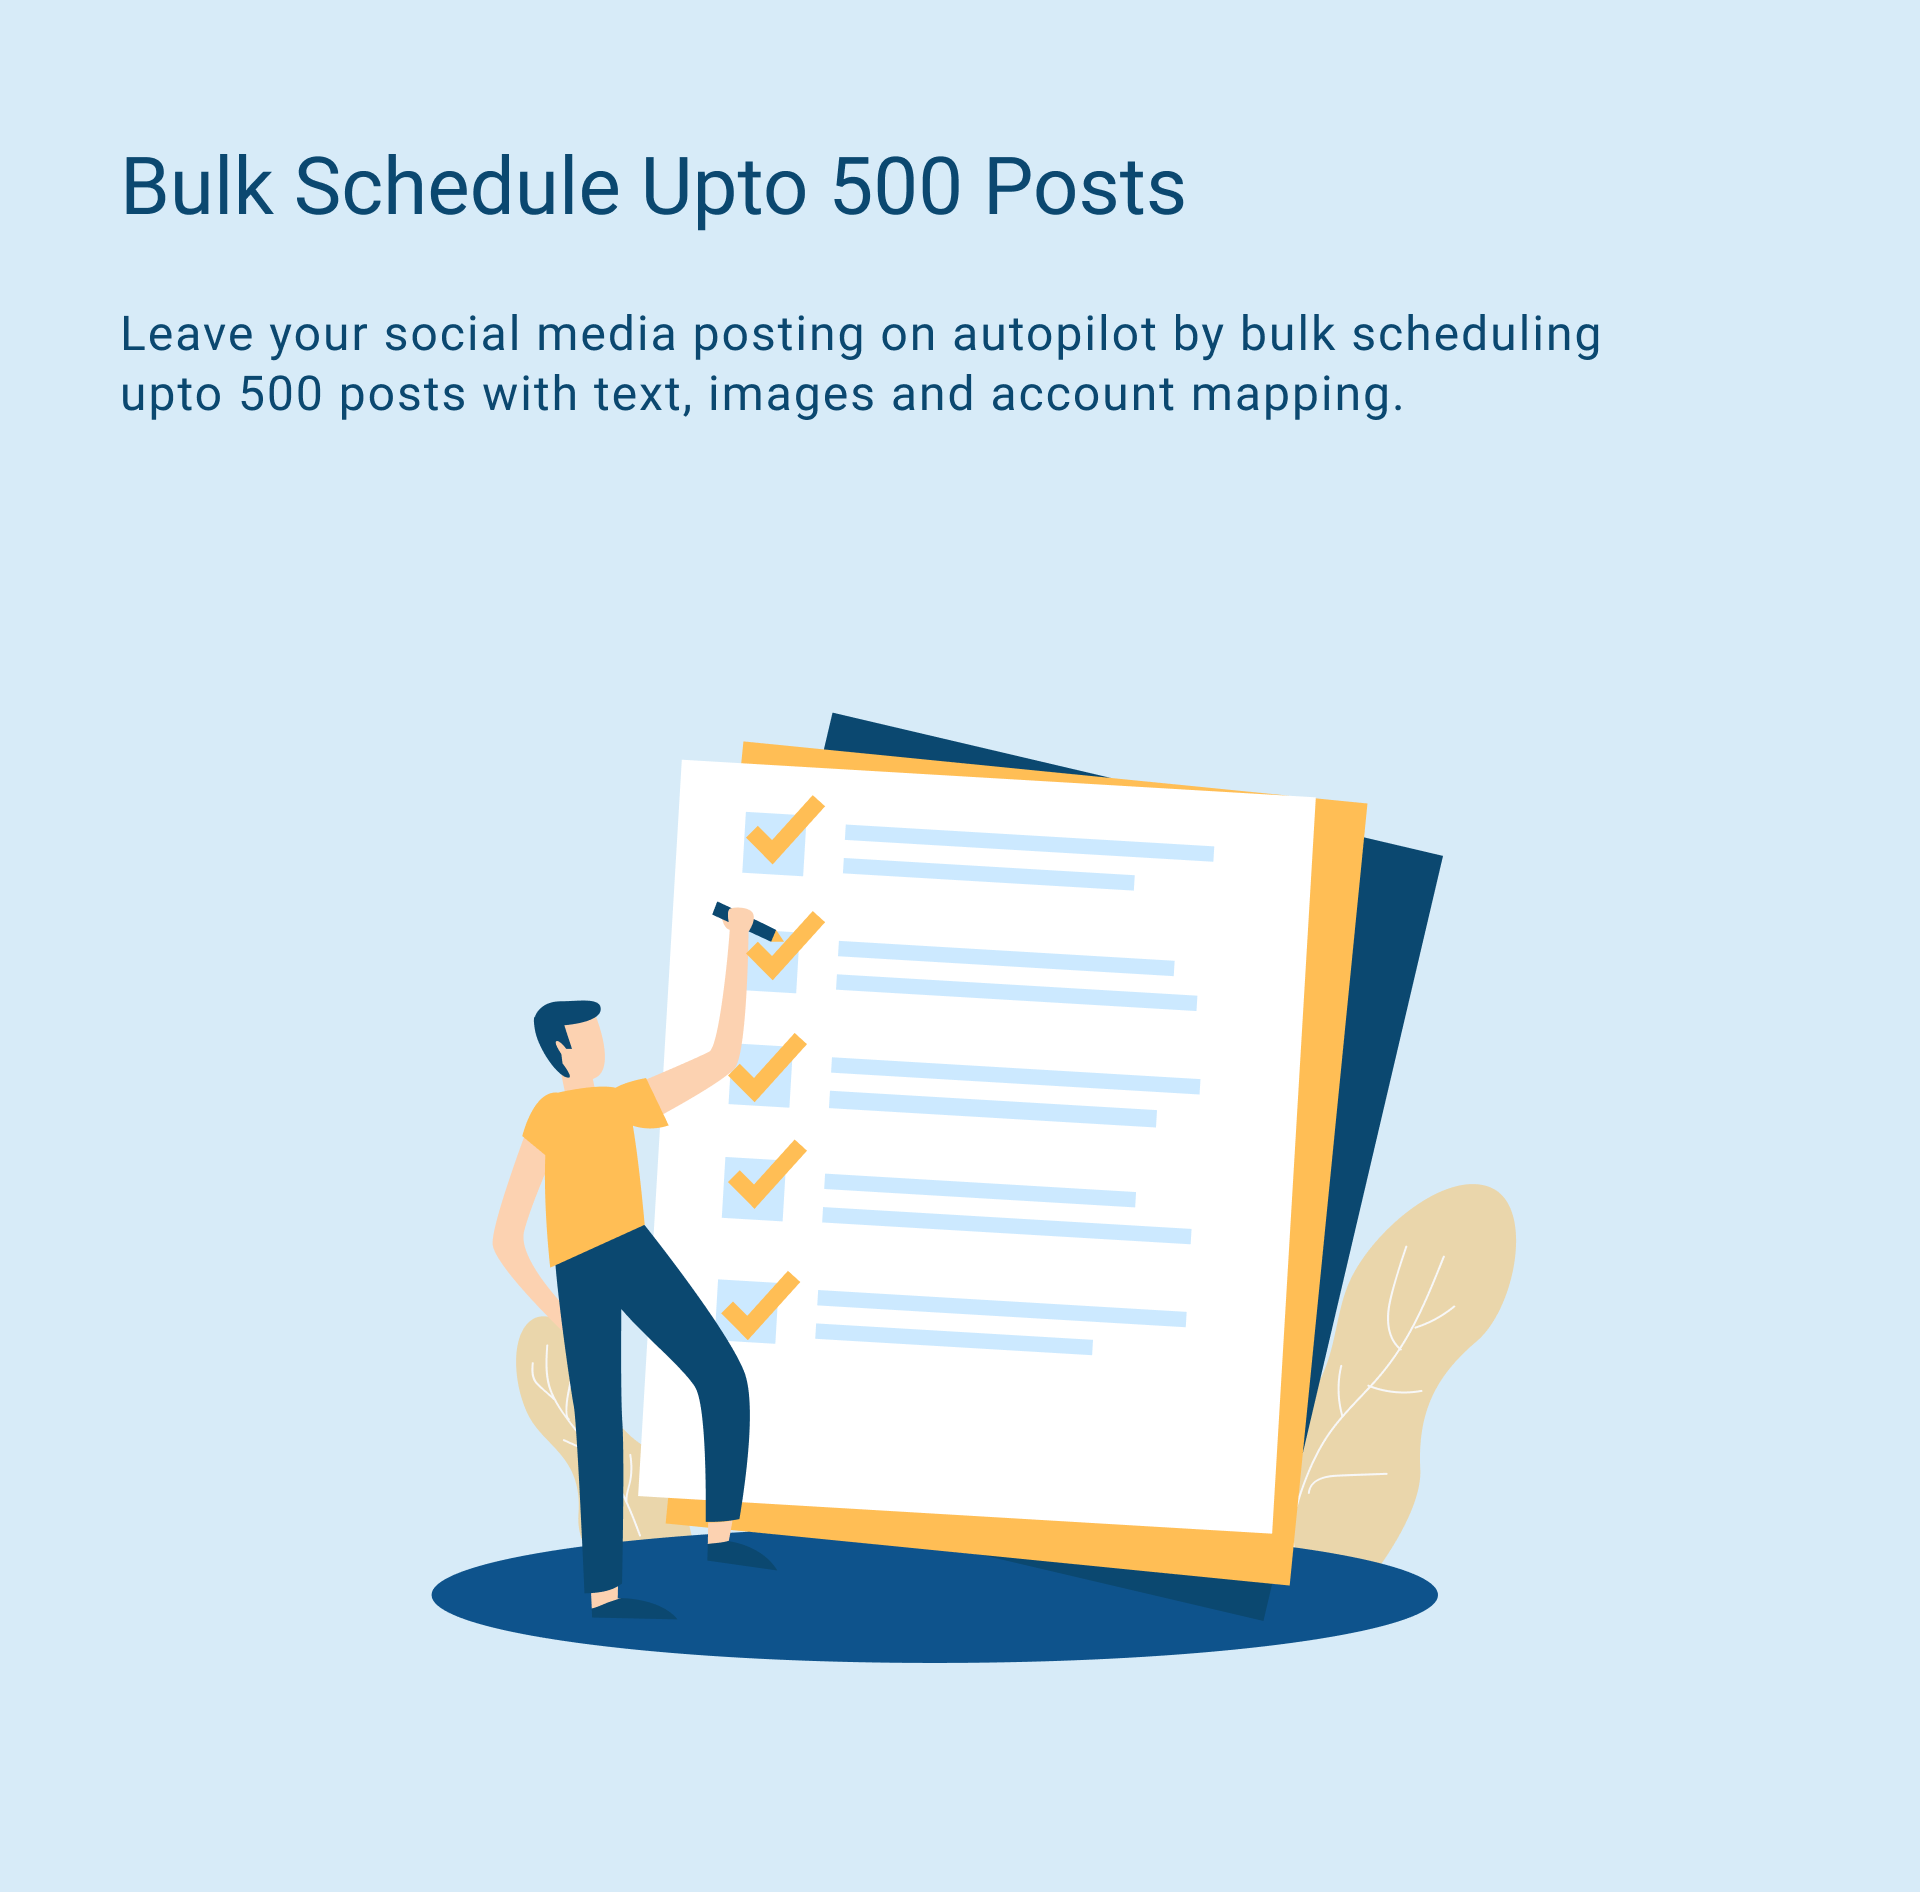 Bulk Schedule Upto 500 Posts
Leave your social media posting on autopilot by bulk scheduling
upto 500 posts with text, images and account mapping.